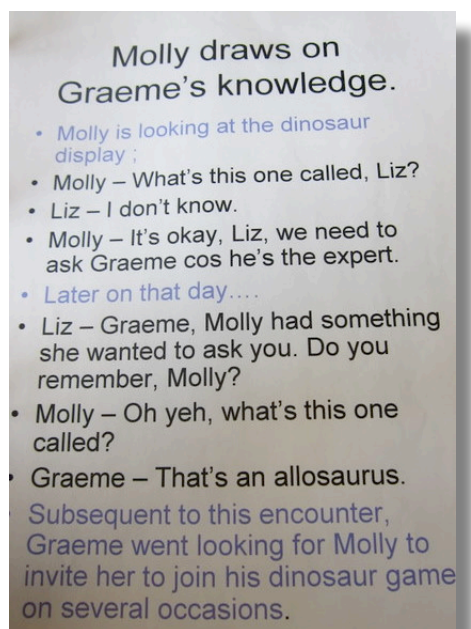 Molly draws on
Graeme's knowledge.
• Molly is looking at the dinosaur
display ;
• Molly – What's this one called, Liz?
• Liz – I don't know.
• Molly – It's okay, Liz, we need to
ask Graeme cos he's the expert.
• Later on that day….
• Liz – Graeme, Molly had something
she wanted to ask you. Do you
remember, Molly?
• Molly – Oh yeh, what's this one
called?
• Graeme – That's an allosaurus.
• Subsequent to this encounter,
Graeme went looking for Molly to
invite her to join his dinosaur game
on several occasions.